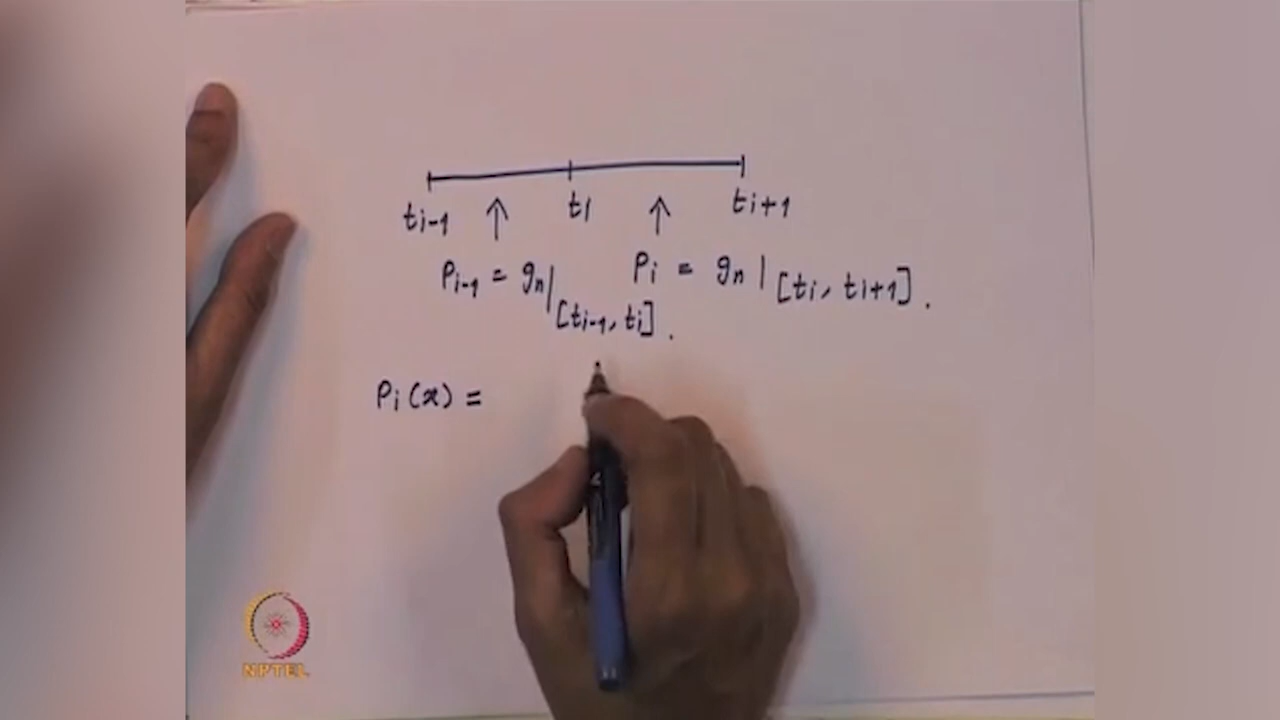 ti-1 ti ti+1
Pi-1 = gn|[ti-1, ti] .
Pi = gn|[ti, ti+1] .
Pi(x) =
NPTEL